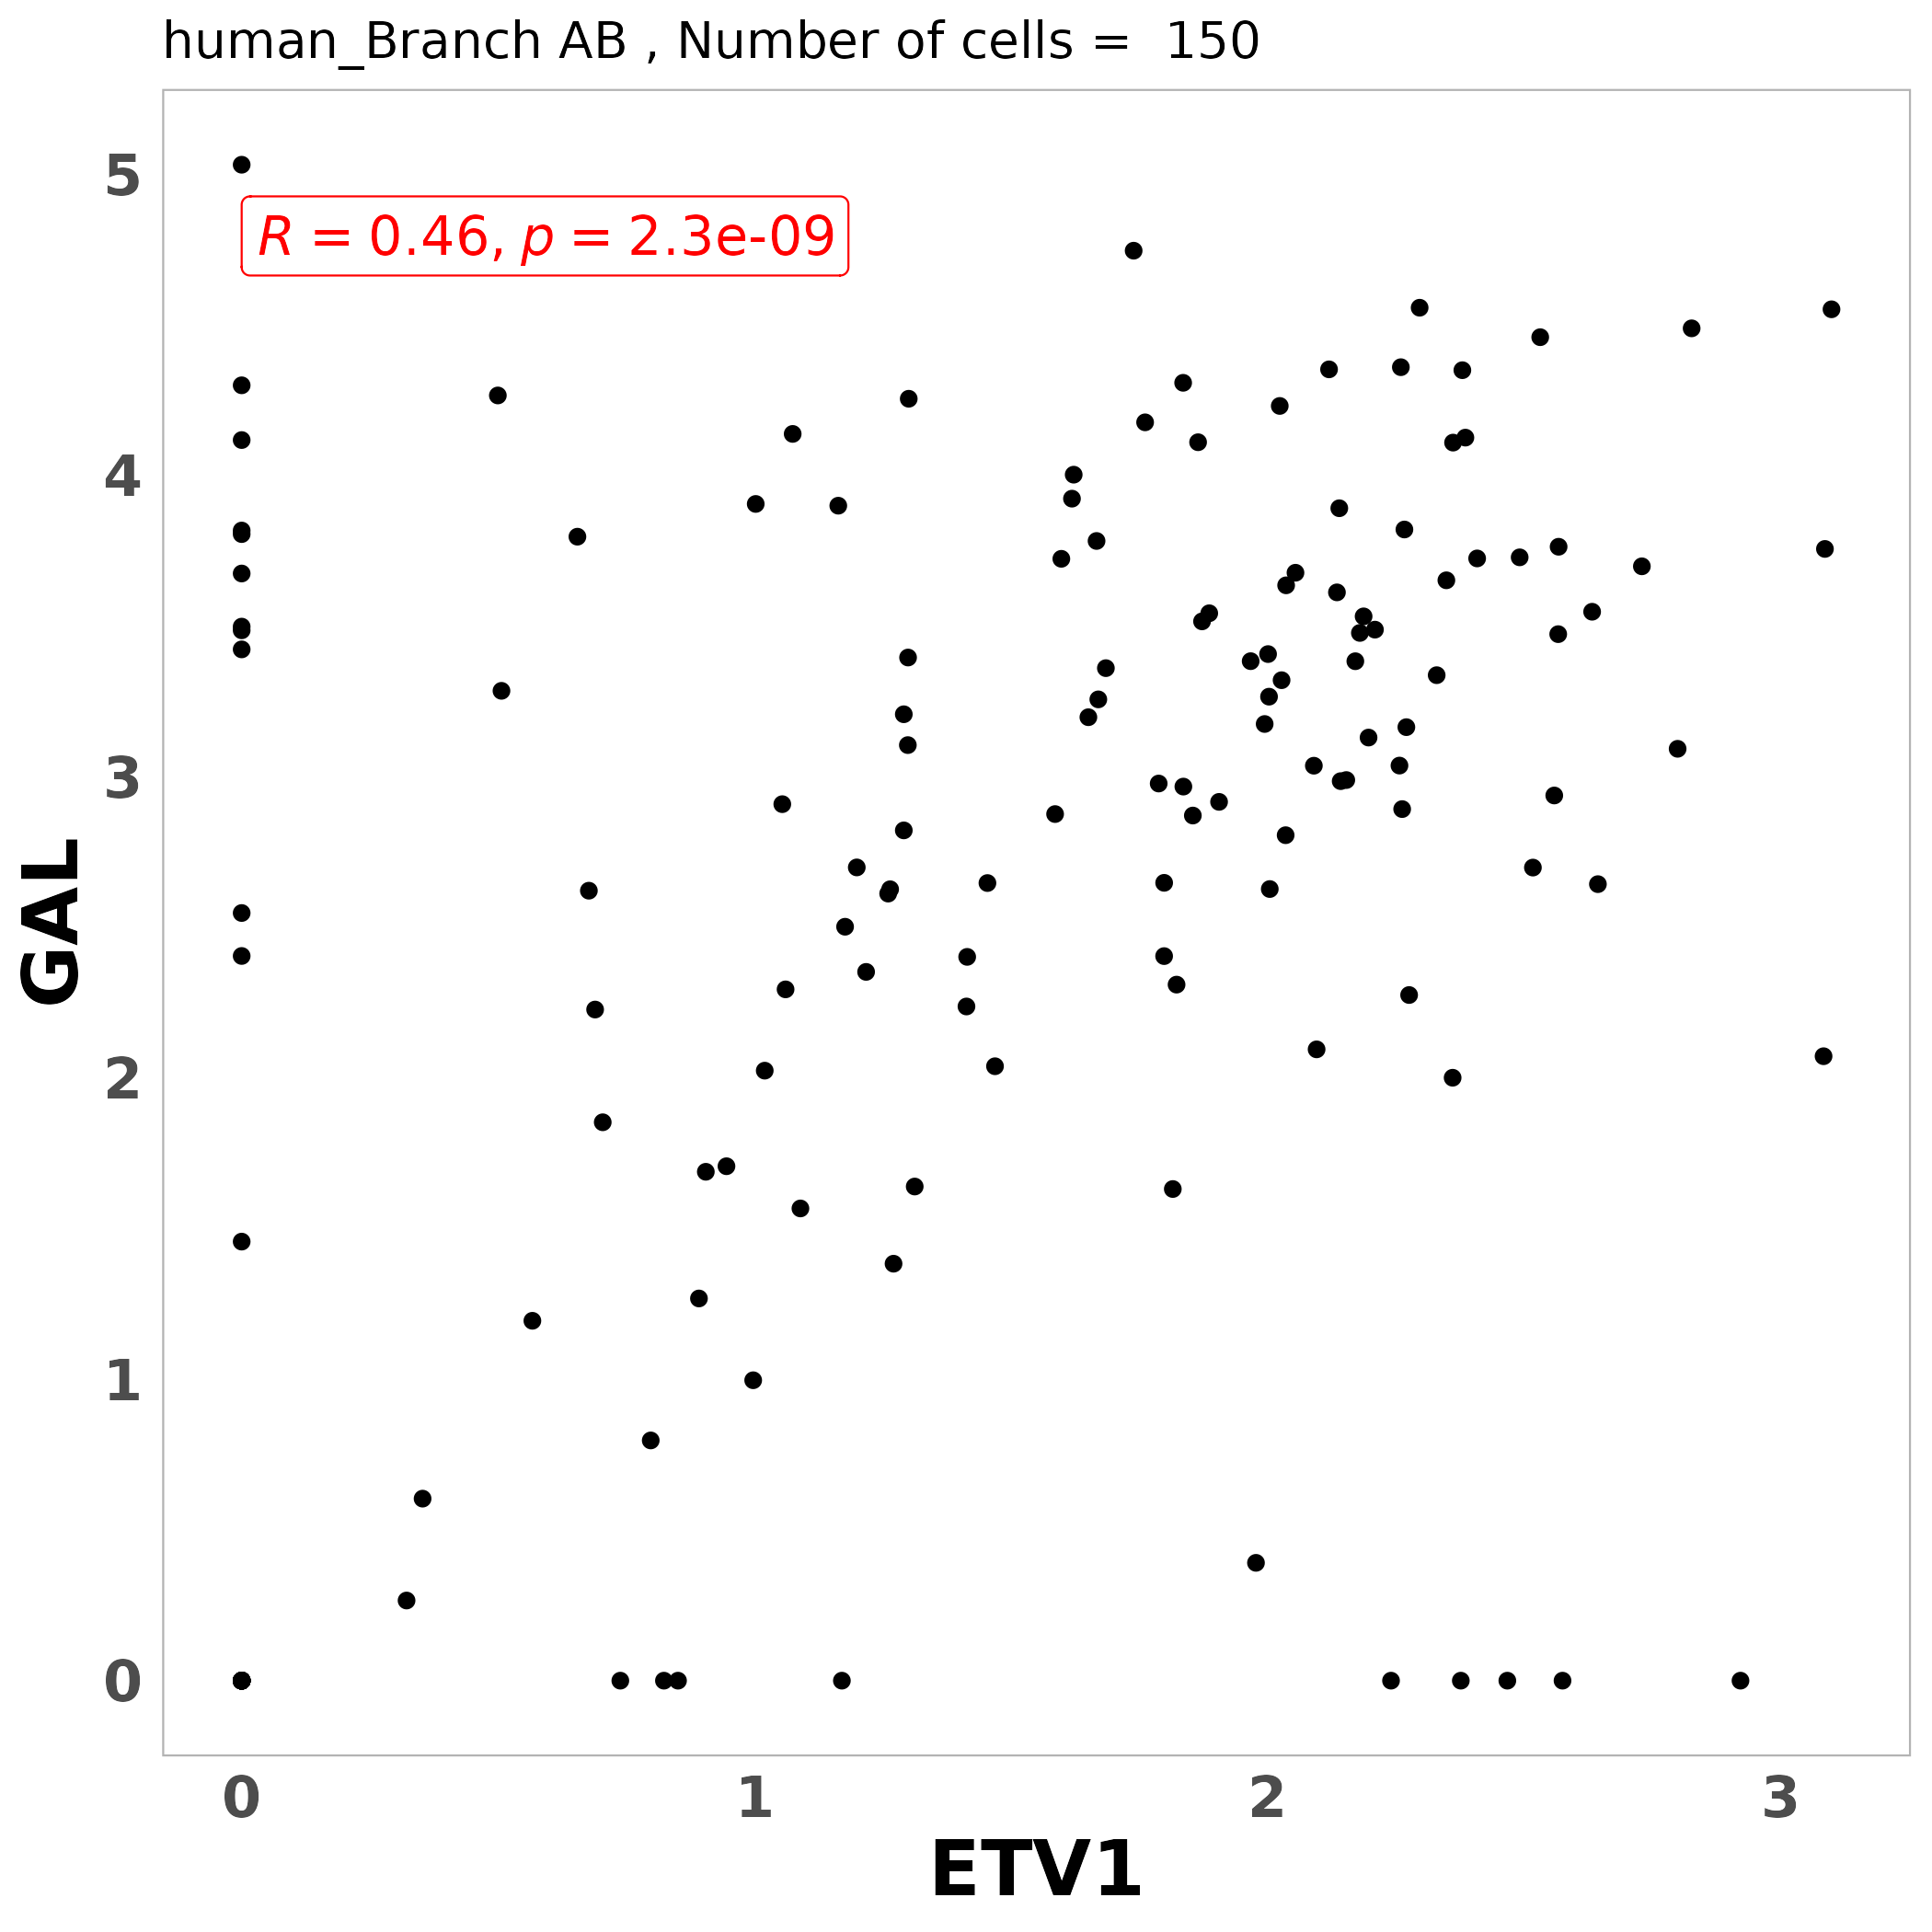 human_Branch AB , Number of cells =  150
R = 0.46, p = 2.3e-09
5
4
3
2
1
0
GAL
0 1 2 3
ETV1